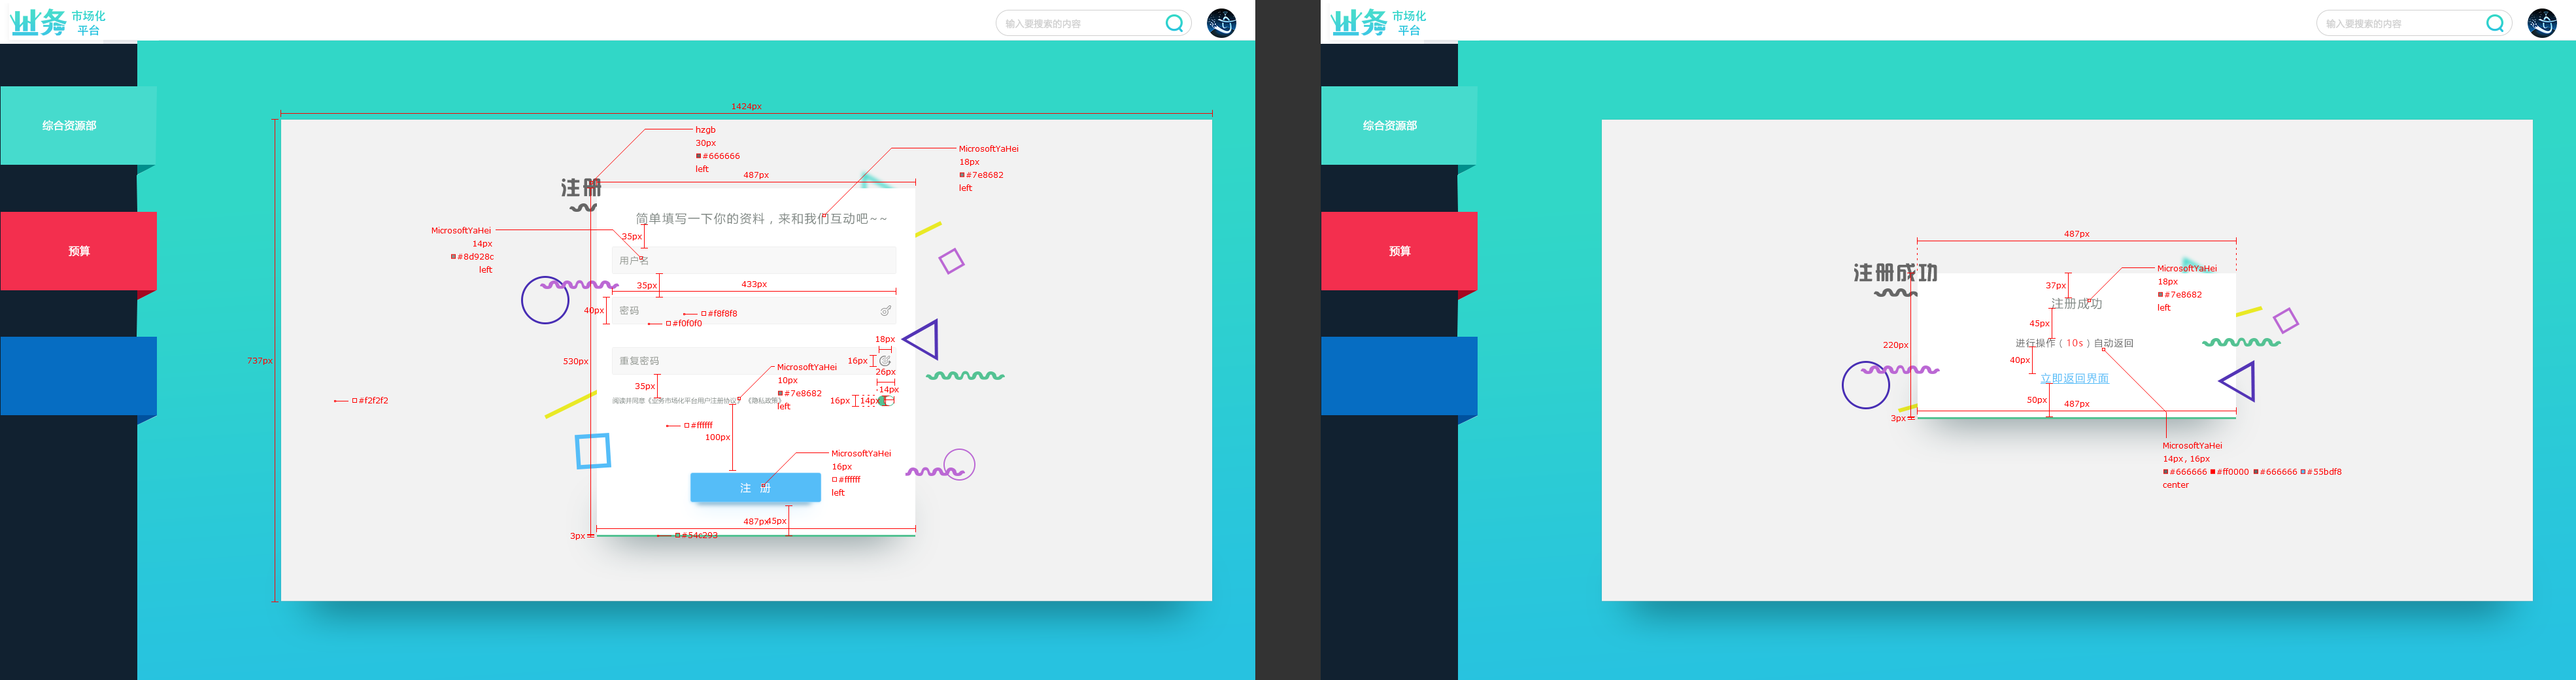 业务 市场化
平台
输入要搜索的内容
综合资源部
预算
1424px
737px
hzgb
30px
#666666
left
MicrosoftYaHei
18px
#7e8682
left
487px
注册
简单填写一下你的资料，来和我们互动吧~~
MicrosoftYaHei
14px
#8d928c
left
35px
用户名
35px
433px
40px
密码
#f8f8f8
#f0f0f0
530px
18px
重复密码
16px
26px
35px
MicrosoftYaHei
10px
#7e8682
left
14px
阅读并同意《业务市场化平台用户注册协议》《隐私政策》
16px
14px
#f2f2f2
#ffffff
100px
MicrosoftYaHei
16px
#ffffff
left
注 册
487px
45px
3px
#54c293
业务 市场化
平台
输入要搜索的内容
综合资源部
预算
487px
注册成功
MicrosoftYaHei
18px
#7e8682
left
37px
注册成功
45px
220px
进行操作（10s）自动返回
40px
立即返回界面
50px
487px
3px
MicrosoftYaHei
14px , 16px
#666666 #ff0000 #666666 #55bdf8
center